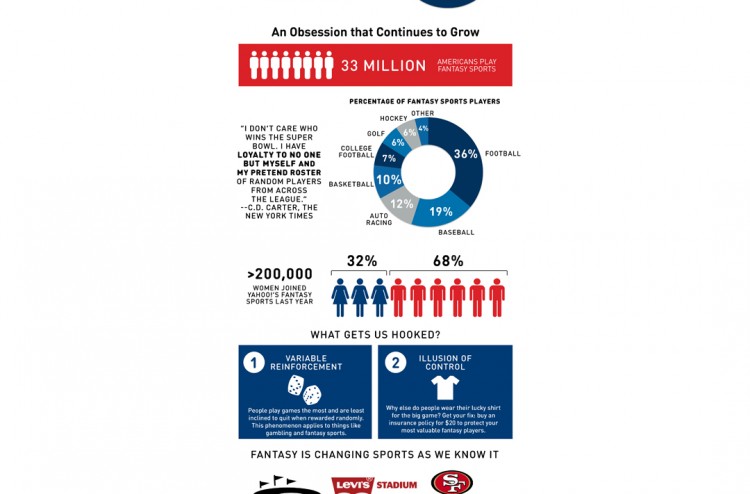 An Obsession that Continues to Grow
33 MILLION
AMERICANS PLAY
FANTASY SPORTS
PERCENTAGE OF FANTASY SPORTS PLAYERS
"I DON'T CARE WHO
WINS THE SUPER
BOWL. I HAVE
LOYALTY TO NO ONE
BUT MYSELF AND
MY PRETEND ROSTER
OF RANDOM PLAYERS
FROM ACROSS
THE LEAGUE."
--C.D. CARTER, THE
NEW YORK TIMES
OTHER
4%
HOCKEY
6%
GOLF
6%
COLLEGE
FOOTBALL
7%
BASKETBALL
10%
AUTO
RACING
12%
19%
BASEBALL
36%
FOOTBALL
>200,000
WOMEN JOINED
YAHOO!'S FANTASY
SPORTS LAST YEAR
32%
68%
WHAT GETS US HOOKED?
1
VARIABLE
REINFORCEMENT
People play games the most and are least
inclined to quit when rewarded randomly.
This phenomenon applies to things like
gambling and fantasy sports.
2
ILLUSION OF
CONTROL
Why else do people wear their lucky shirt
for the big game? Get your fix: buy an
insurance policy for $20 to protect your
most valuable fantasy players.
FANTASY IS CHANGING SPORTS AS WE KNOW IT
LEVI'S STADIUM
SF